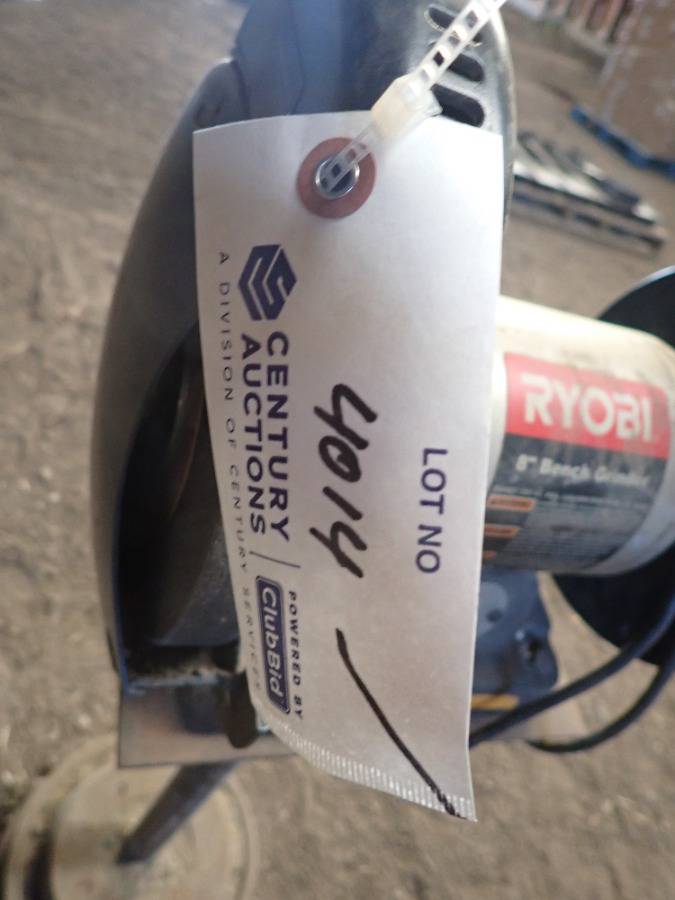 LOT NO
4014
CENTURY
AUCTIONS
A DIVISION OF CENTURY SERVICES
POWERED BY
ClubBid
RYOBI
8" Bench Grinder